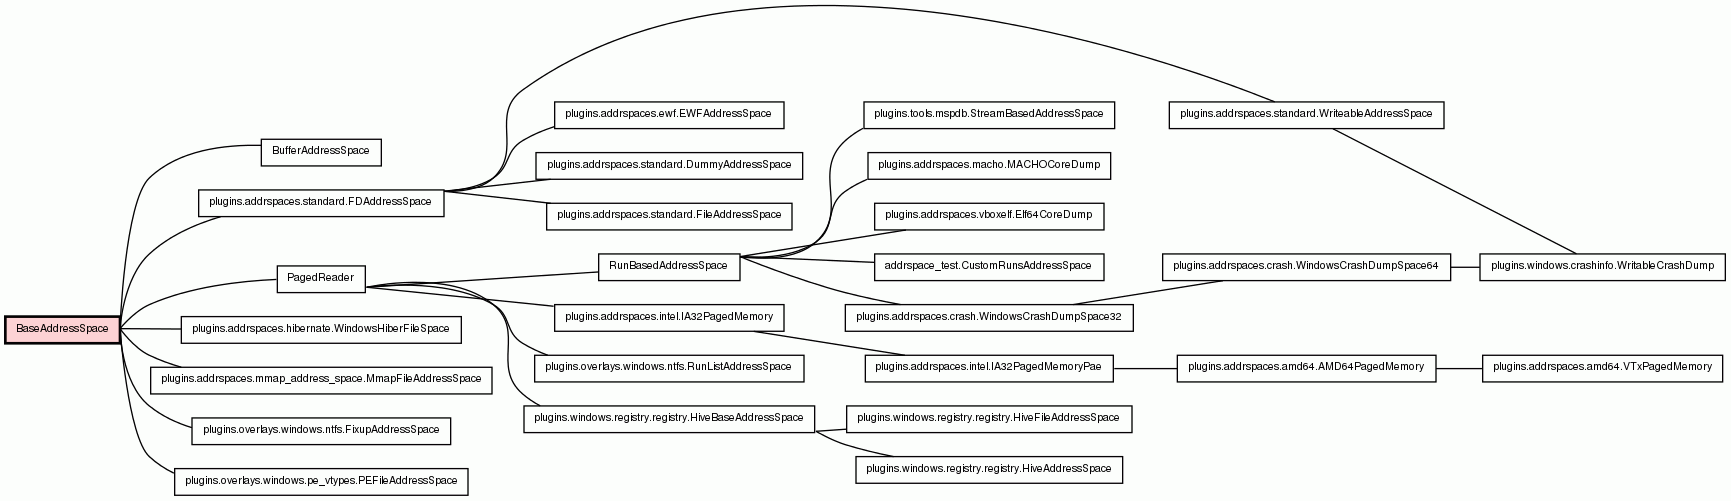 plugins.addrspaces.ewf.EWFAddressSpace
plugins.tools.mspdb.StreamBasedAddressSpace
plugins.addrspaces.standard.WriteableAddressSpace
BufferAddressSpace
plugins.addrspaces.standard.DummyAddressSpace
plugins.addrspaces.macho.MACHOCoreDump
plugins.addrspaces.standard.FDAddressSpace
plugins.addrspaces.standard.FileAddressSpace
plugins.addrspaces.vboxelf.Elf64CoreDump
PagedReader
RunBasedAddressSpace
addrspace_test.CustomRunsAddressSpace
plugins.addrspaces.crash.WindowsCrashDumpSpace64
plugins.windows.crashinfo.WritableCrashDump
BaseAddressSpace
plugins.addrspaces.hibernate.WindowsHiberFileSpace
plugins.addrspaces.intel.IA32PagedMemory
plugins.addrspaces.crash.WindowsCrashDumpSpace32
plugins.addrspaces.mmap_address_space.MmapFileAddressSpace
plugins.overlays.windows.ntfs.RunListAddressSpace
plugins.addrspaces.intel.IA32PagedMemoryPae
plugins.addrspaces.amd64.AMD64PagedMemory
plugins.addrspaces.amd64.VTxPagedMemory
plugins.overlays.windows.ntfs.FixupAddressSpace
plugins.windows.registry.registry.HiveBaseAddressSpace
plugins.windows.registry.registry.HiveFileAddressSpace
plugins.overlays.windows.pe_vtypes.PEFileAddressSpace
plugins.windows.registry.registry.HiveAddressSpace